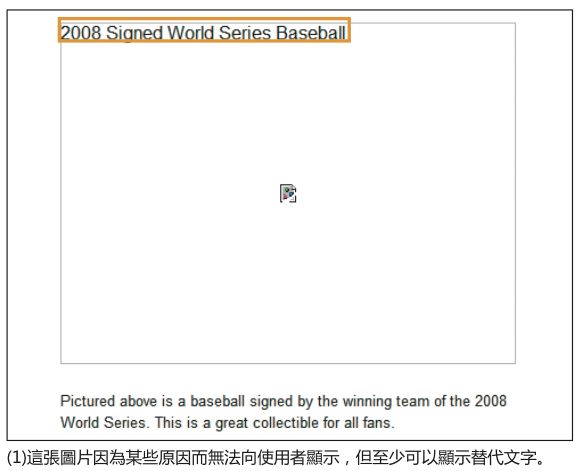 2008 Signed World Series Baseball
Pictured above is a baseball signed by the winning team of the 2008
World Series. This is a great collectible for all fans.
(1)這張圖片因為某些原因而無法向使用者顯示，但至少可以顯示替代文字。